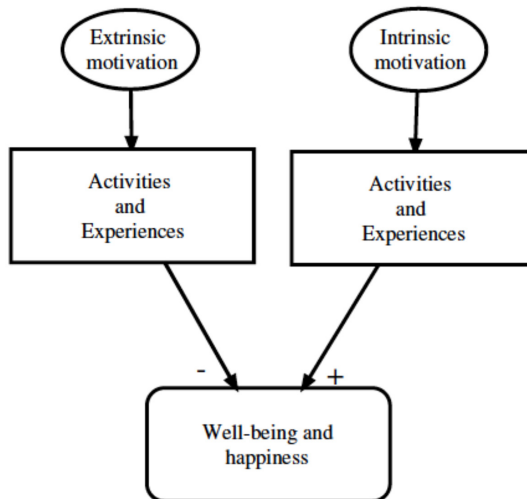 Extrinsic
motivation
Intrinsic
motivation
Activities
and
Experiences
Activities
and
Experiences
-
+
Well-being and
happiness